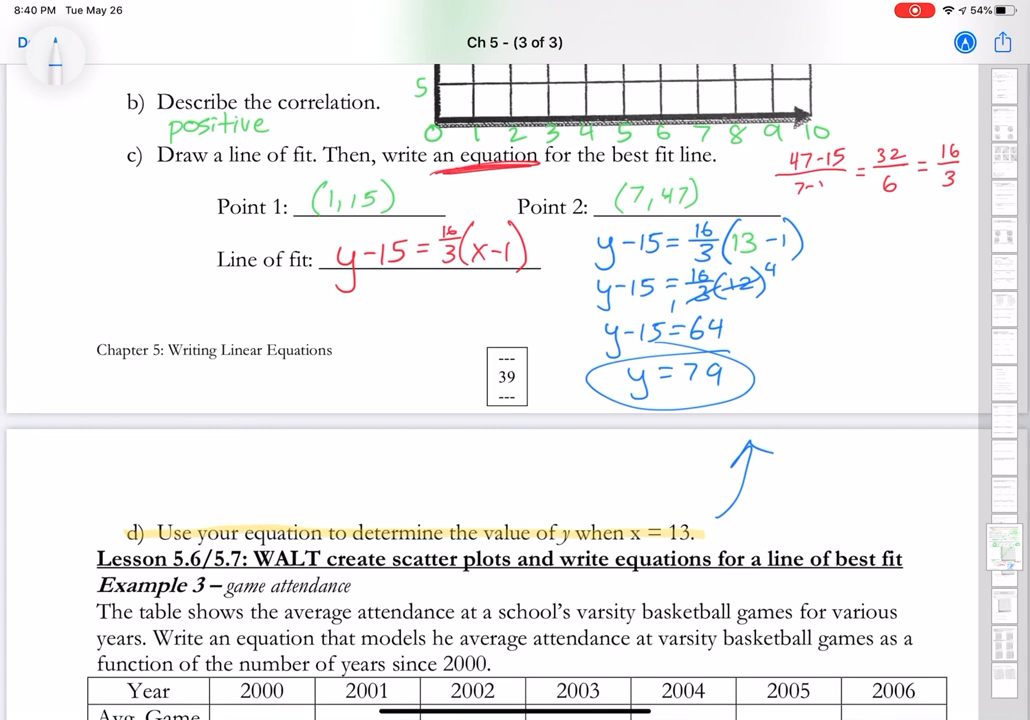 8:40 PM Tue May 26
54%
D
Ch 5 - (3 of 3)
5
b) Describe the correlation.
positive
0 1 2 3 4 5 6 7 8 9 10
c) Draw a line of fit. Then, write an equation for the best fit line.
47-15/7-1 = 32/6 = 16/3
Point 1: (1,15) Point 2: (7,47)
Line of fit: y-15 = 16/3(x-1)
y-15 = 16/3(13-1)
y-15 = 16/3(12) 4
1
y-15=64
y=79
Chapter 5: Writing Linear Equations
---
39
---
d) Use your equation to determine the value of y when x = 13.
Lesson 5.6/5.7: WALT create scatter plots and write equations for a line of best fit
Example 3 – game attendance
The table shows the average attendance at a school's varsity basketball games for various
years. Write an equation that models he average attendance at varsity basketball games as a
function of the number of years since 2000.
Year 2000 2001 2002 2003 2004 2005 2006
Avg. Game